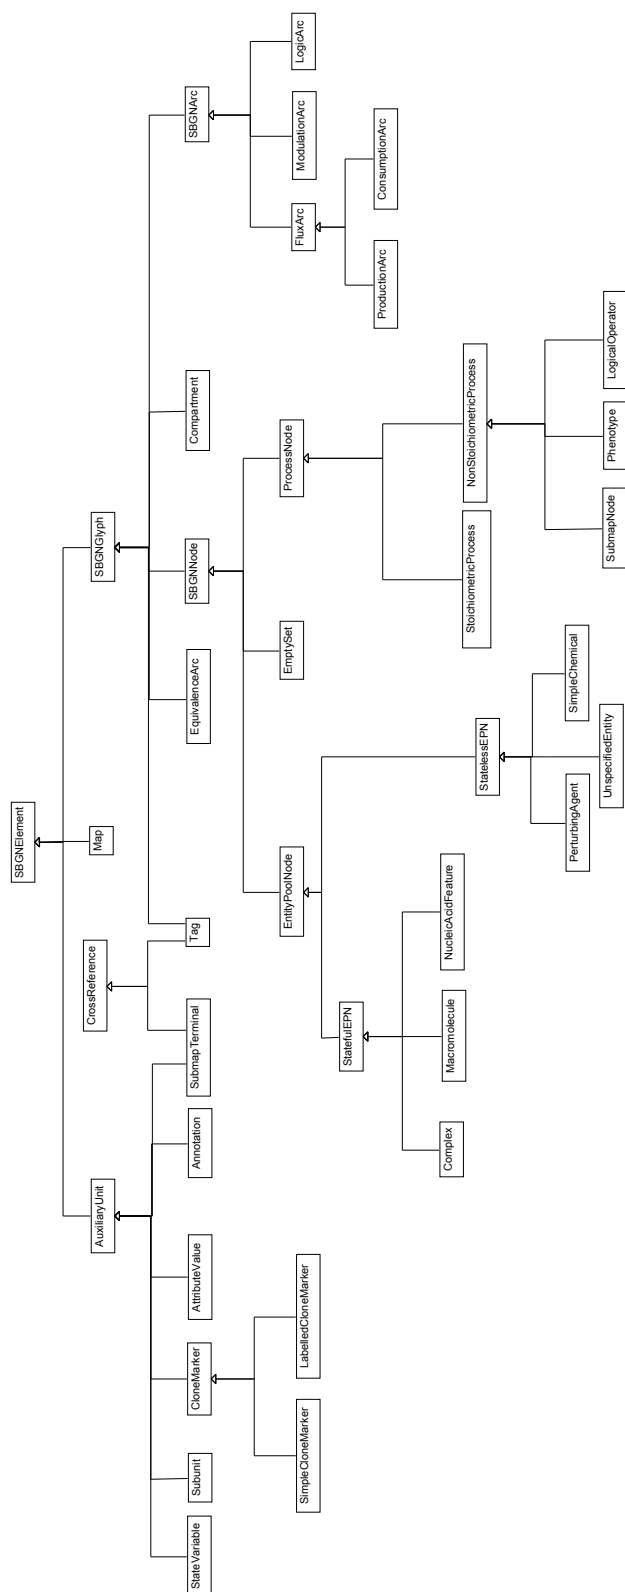 SBGNElement
AuxiliaryUnit
CrossReference
Map
SBGNGlyph
StateVariable
Subunit
CloneMarker
AttributeValue
Annotation
SubmapTerminal
Tag
EquivalenceArc
SBGNNode
Compartment
SBGNArc
SimpleCloneMarker
LabelledCloneMarker
EntityPoolNode
EmptySet
ProcessNode
FluxArc
ModulationArc
LogicArc
StatefulEPN
ProductionArc
ConsumptionArc
Complex
Macromolecule
NucleicAcidFeature
StatelessEPN
StoichiometricProcess
NonStoichiometricProcess
PerturbingAgent
UnspecifiedEntity
SimpleChemical
SubmapNode
Phenotype
LogicalOperator